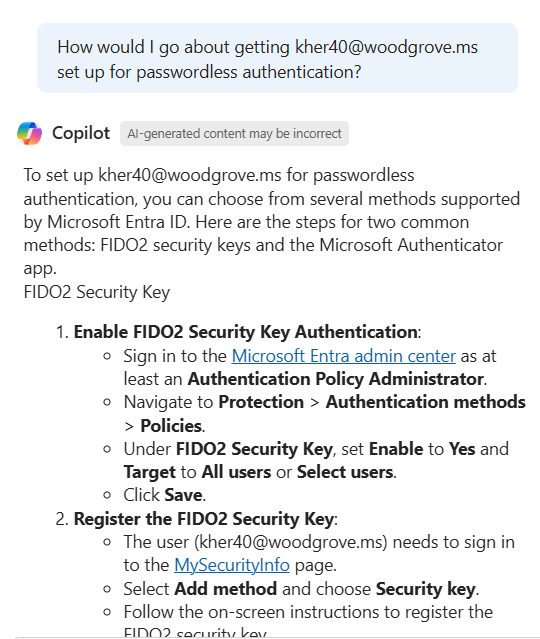 How would I go about getting kher40@woodgrove.ms
set up for passwordless authentication?
Copilot AI-generated content may be incorrect
To set up kher40@woodgrove.ms for passwordless
authentication, you can choose from several methods supported
by Microsoft Entra ID. Here are the steps for two common
methods: FIDO2 security keys and the Microsoft Authenticator
app.
FIDO2 Security Key
1. Enable FIDO2 Security Key Authentication:
○ Sign in to the Microsoft Entra admin center as at
least an Authentication Policy Administrator.
○ Navigate to Protection > Authentication methods
> Policies.
○ Under FIDO2 Security Key, set Enable to Yes and
Target to All users or Select users.
○ Click Save.
2. Register the FIDO2 Security Key:
○ The user (kher40@woodgrove.ms) needs to sign in
to the MySecurityInfo page.
○ Select Add method and choose Security key.
○ Follow the on-screen instructions to register the
FIDO2 security key